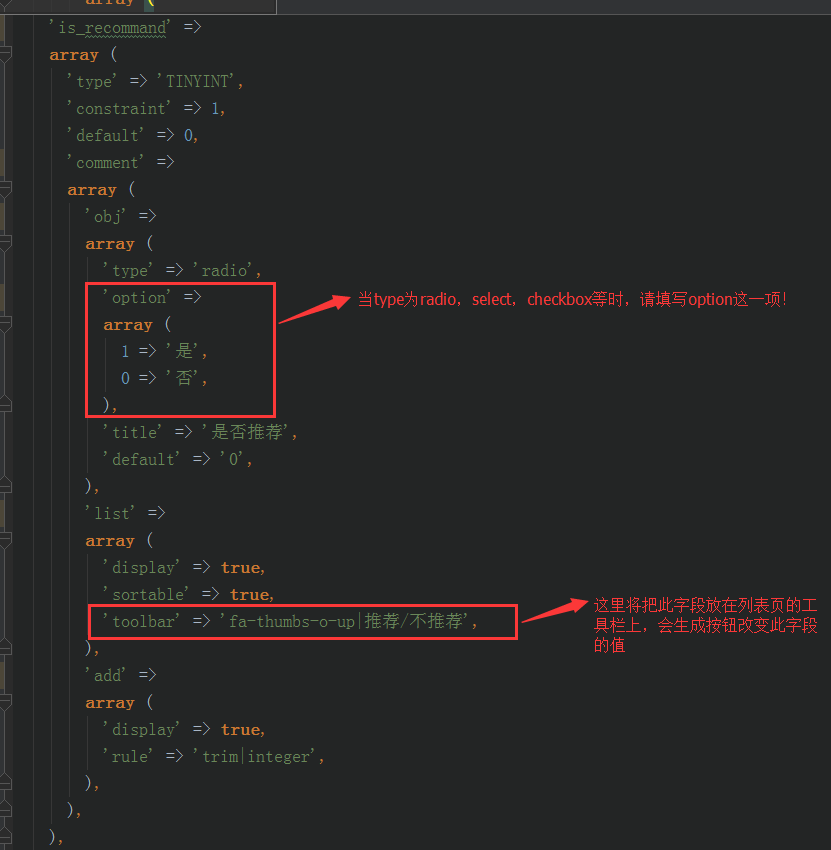 array (
'is_recommand' =>
array (
'type' => 'TINYINT',
'constraint' => 1,
'default' => 0,
'comment' =>
array (
'obj' =>
array (
'type' => 'radio',
'option' =>
当type为radio，select，checkbox等时，请填写option这一项！
array (
1 => '是',
0 => '否',
),
'title' => '是否推荐',
'default' => '0',
),
'list' =>
array (
'display' => true,
'sortable' => true,
'toolbar' => 'fa-thumbs-o-up|推荐/不推荐',
这里将把此字段放在列表页的工
具栏上，会生成按钮改变此字段
的值
),
'add' =>
array (
'display' => true,
'rule' => 'trim|integer',
),
),
),